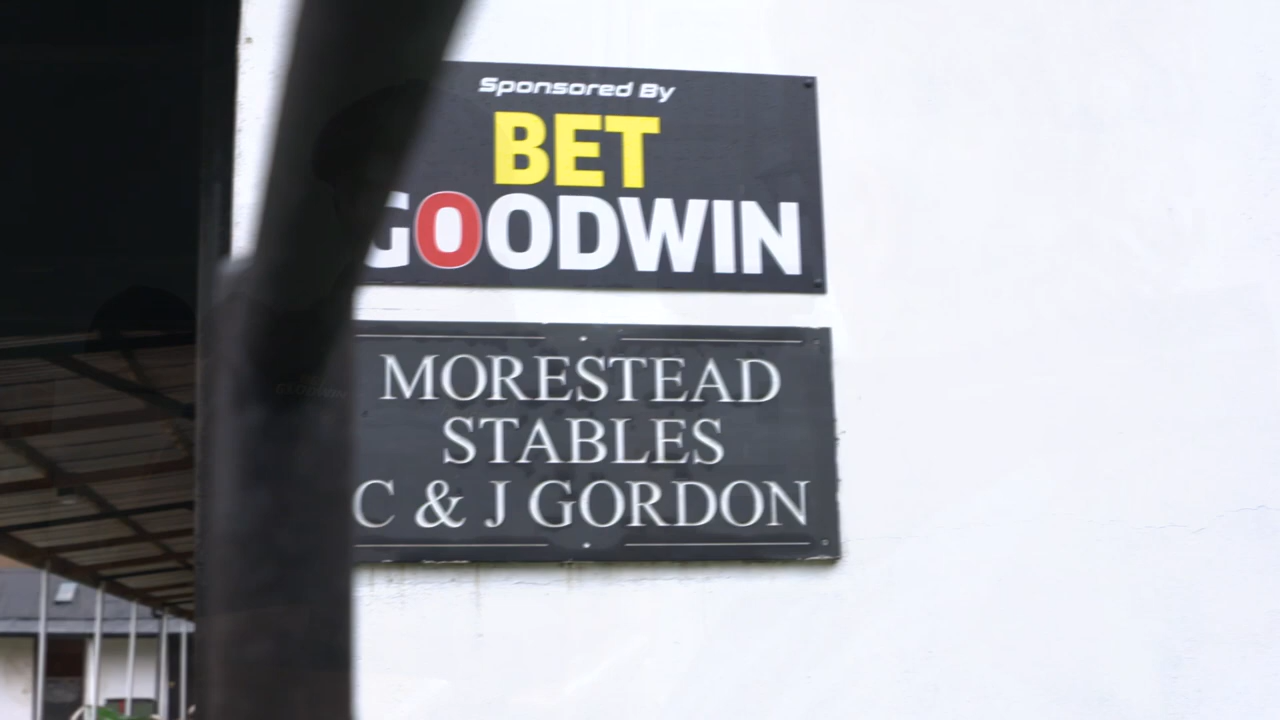 Sponsored By
BET
GOODWIN
MORESTEAD
STABLES
C & J GORDON